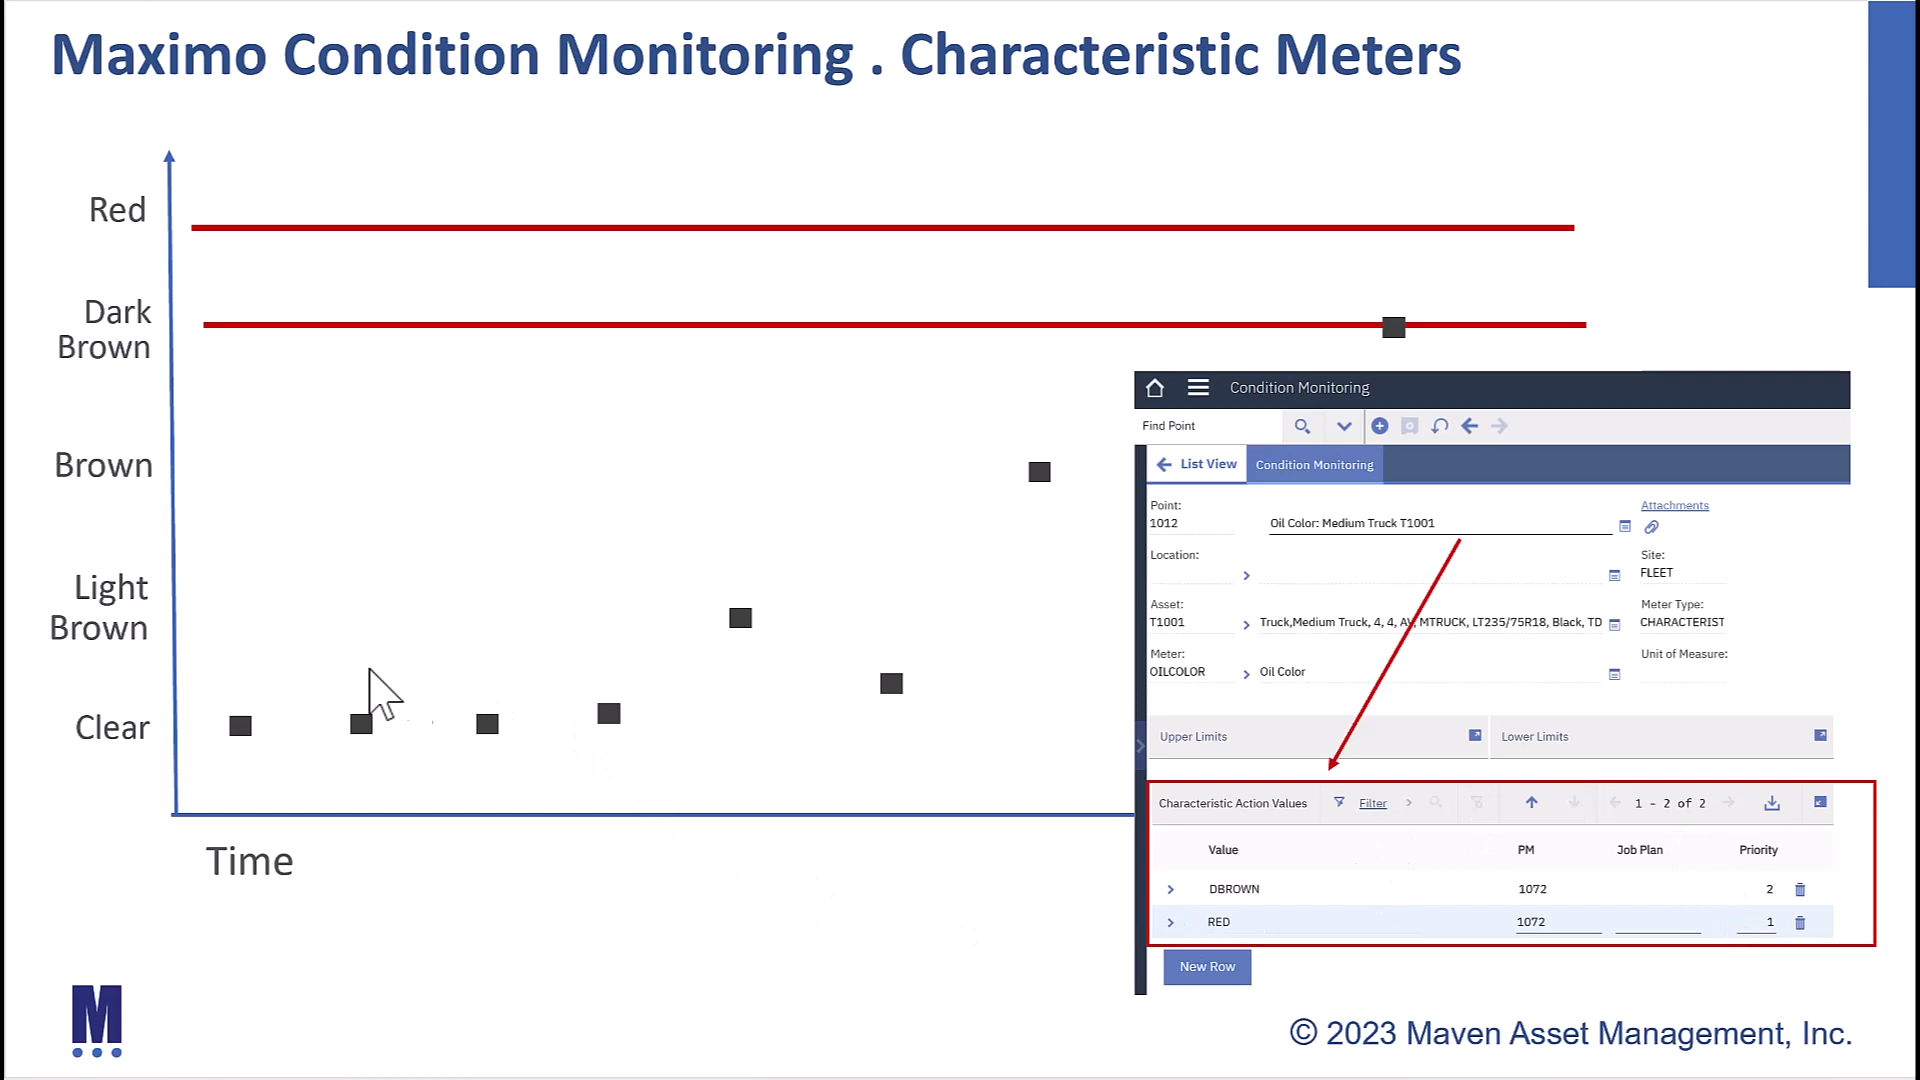 Maximo Condition Monitoring . Characteristic Meters
Red
Dark
Brown
Brown
Light
Brown
Clear
Time
Condition Monitoring
Find Point
List View
Condition Monitoring
Point:
1012
Oil Color: Medium Truck T1001
Attachments
Location:
Site:
FLEET
Asset:
T1001
Truck,Medium Truck, 4, 4, AV, MTRUCK, LT235/75R18, Black, TD
Meter Type:
CHARACTERIST
Meter:
OILCOLOR
Oil Color
Unit of Measure:
Upper Limits
Lower Limits
Characteristic Action Values
Filter
1 - 2 of 2
Value PM Job Plan Priority
DBROWN 1072 2
RED 1072 1
New Row
M
© 2023 Maven Asset Management, Inc.